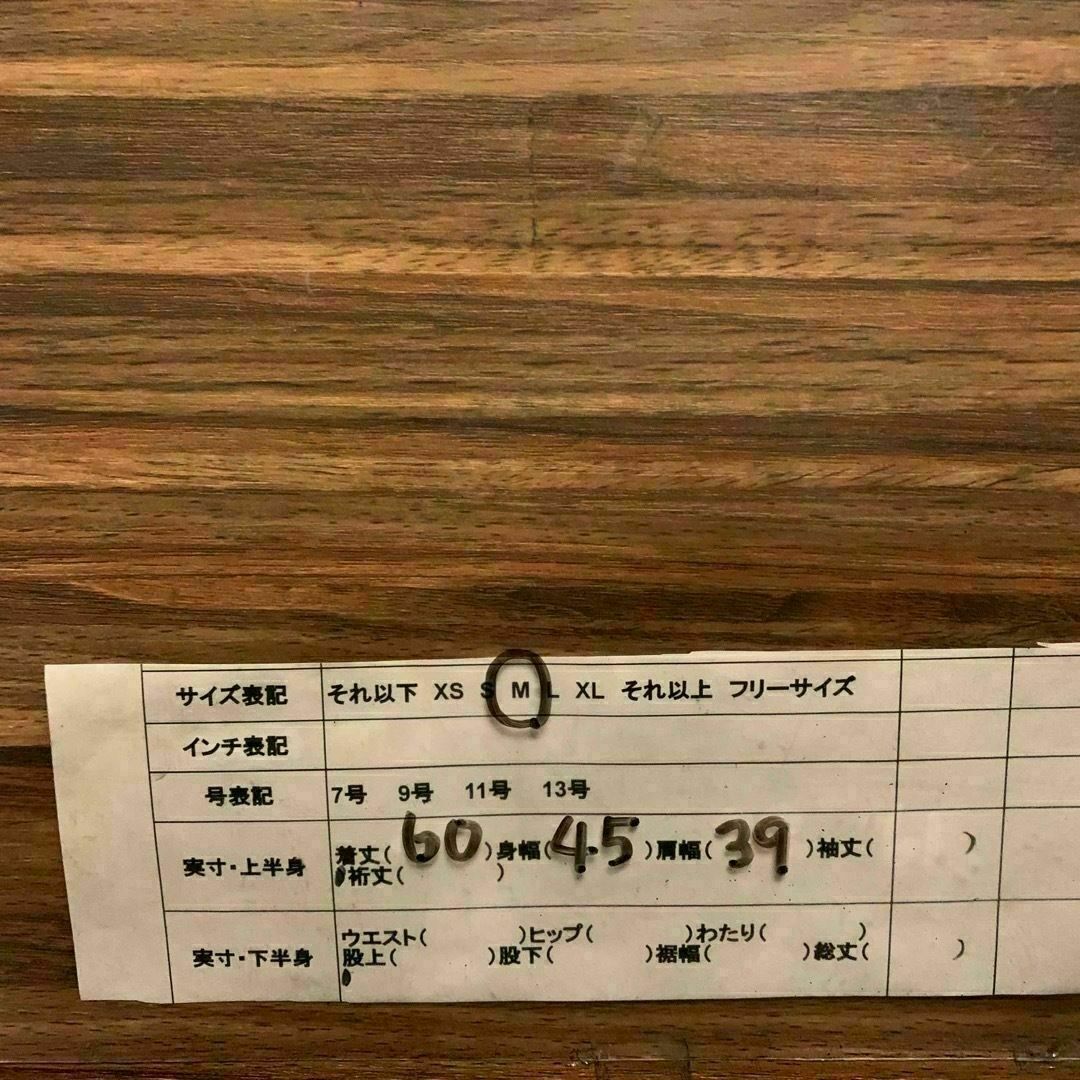 サイズ表記 それ以下 XS S M L XL それ以上 フリーサイズ
インチ表記
号表記 7号 9号 11号 13号
実寸・上半身 着丈( 60 )身幅( 45 )肩幅( 39 )袖丈( )
裄丈( )
実寸・下半身 ウエスト( )ヒップ( )わたり( )
股上( )股下( )裾幅( )総丈( )